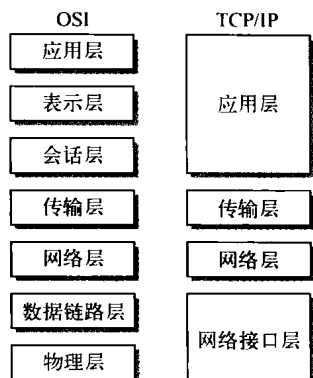 OSI
应用层
表示层
会话层
传输层
网络层
数据链路层
物理层
TCP/IP
应用层
传输层
网络层
网络接口层